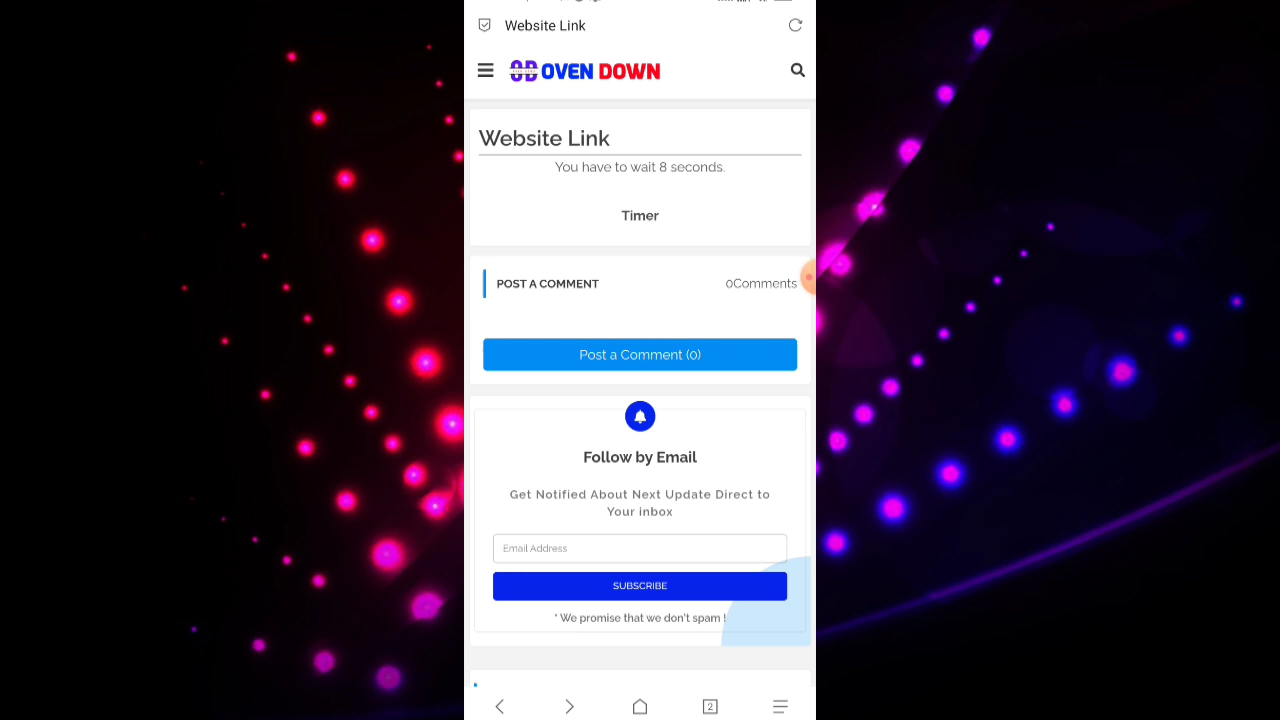 Website Link
OVEN DOWN
Website Link
You have to wait 8 seconds.
Timer
POST A COMMENT
0Comments
Post a Comment (0)
Follow by Email
Get Notified About Next Update Direct to
Your inbox
Email Address
SUBSCRIBE
* We promise that we don't spam !
2